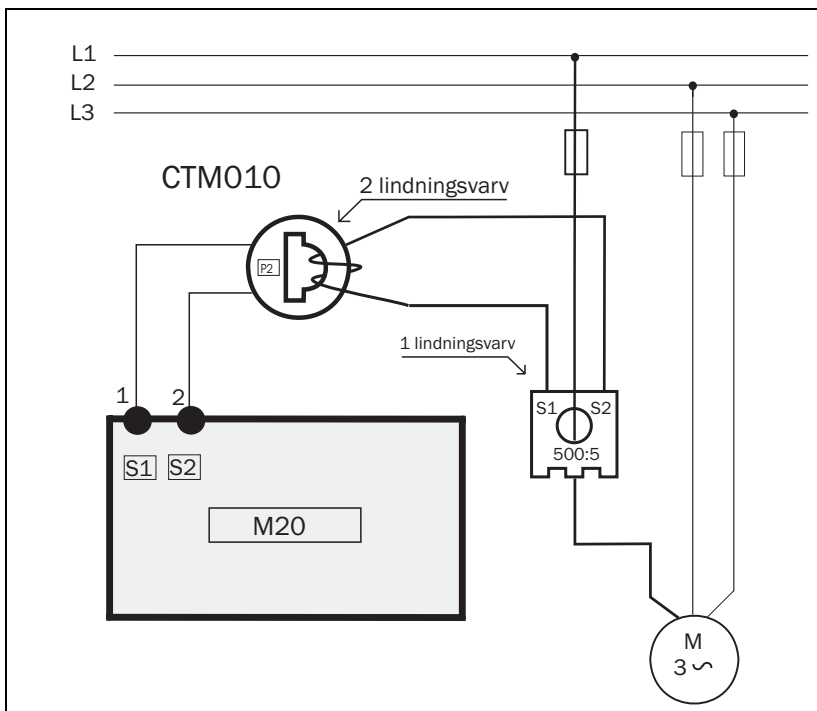 L1
L2
L3
CTM010
2 lindningsvarv
P2
1 lindningsvarv
1 2
S1 S2
500:5
S1 S2
M20
M
3